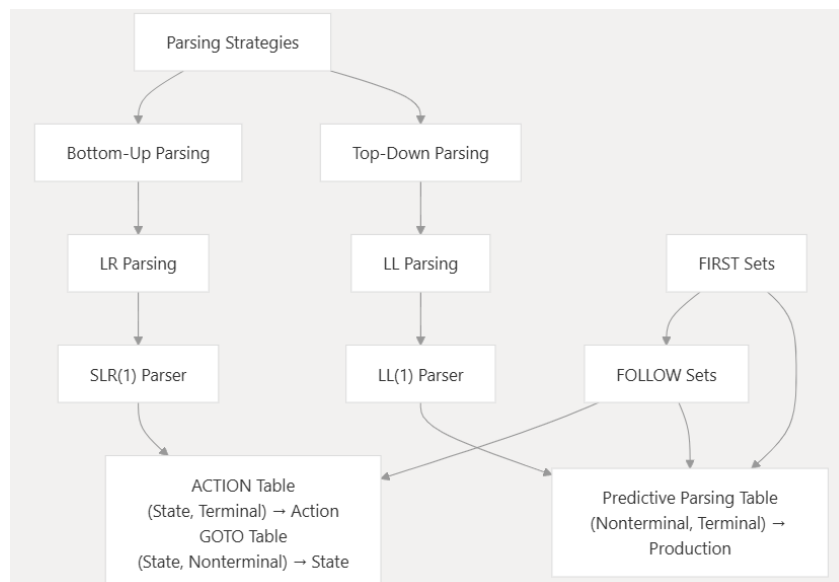 Parsing Strategies
Bottom-Up Parsing
Top-Down Parsing
LR Parsing
LL Parsing
FIRST Sets
SLR(1) Parser
LL(1) Parser
FOLLOW Sets
ACTION Table
(State, Terminal) → Action
GOTO Table
(State, Nonterminal) → State
Predictive Parsing Table
(Nonterminal, Terminal) →
Production